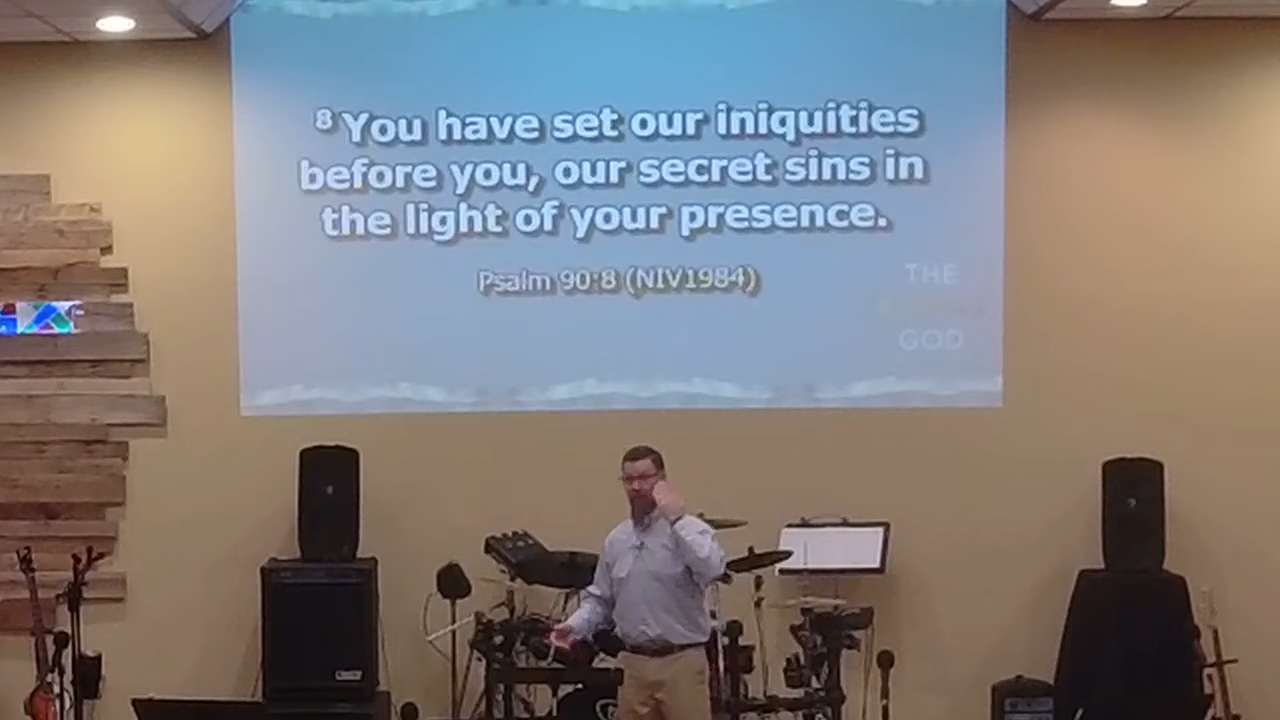 8 You have set our iniquities
before you, our secret sins in
the light of your presence.
Psalm 90:8 (NIV1984)
THE
GOD